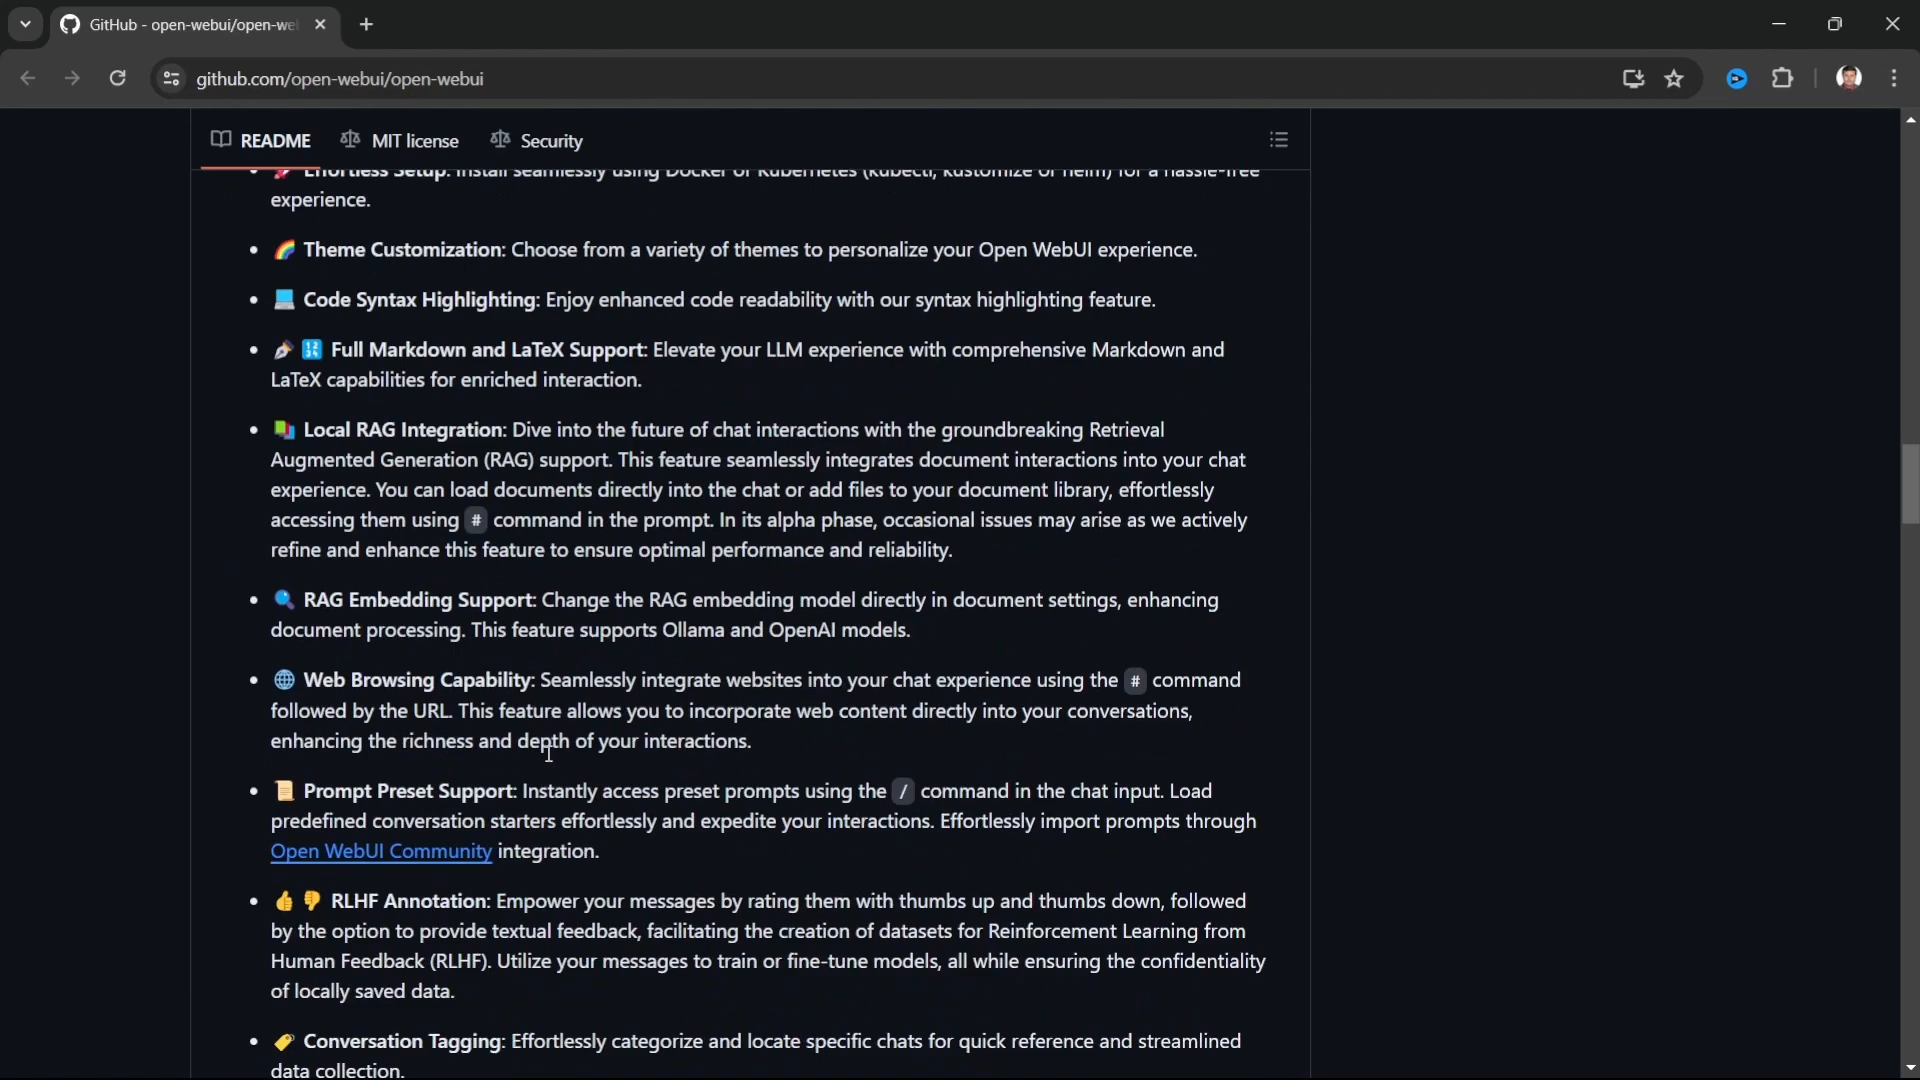 GitHub - open-webui/open-we
github.com/open-webui/open-webui
README MIT license Security
Effortless Setup: Install seamlessly using Docker or Kubernetes (kubectl, kustomize or helm) for a hassle-free
experience.
Theme Customization: Choose from a variety of themes to personalize your Open WebUI experience.
Code Syntax Highlighting: Enjoy enhanced code readability with our syntax highlighting feature.
Full Markdown and LaTeX Support: Elevate your LLM experience with comprehensive Markdown and
LaTeX capabilities for enriched interaction.
Local RAG Integration: Dive into the future of chat interactions with the groundbreaking Retrieval
Augmented Generation (RAG) support. This feature seamlessly integrates document interactions into your chat
experience. You can load documents directly into the chat or add files to your document library, effortlessly
accessing them using # command in the prompt. In its alpha phase, occasional issues may arise as we actively
refine and enhance this feature to ensure optimal performance and reliability.
RAG Embedding Support: Change the RAG embedding model directly in document settings, enhancing
document processing. This feature supports Ollama and OpenAI models.
Web Browsing Capability: Seamlessly integrate websites into your chat experience using the # command
followed by the URL. This feature allows you to incorporate web content directly into your conversations,
enhancing the richness and depth of your interactions.
Prompt Preset Support: Instantly access preset prompts using the / command in the chat input. Load
predefined conversation starters effortlessly and expedite your interactions. Effortlessly import prompts through
Open WebUI Community integration.
RLHF Annotation: Empower your messages by rating them with thumbs up and thumbs down, followed
by the option to provide textual feedback, facilitating the creation of datasets for Reinforcement Learning from
Human Feedback (RLHF). Utilize your messages to train or fine-tune models, all while ensuring the confidentiality
of locally saved data.
Conversation Tagging: Effortlessly categorize and locate specific chats for quick reference and streamlined
data collection.